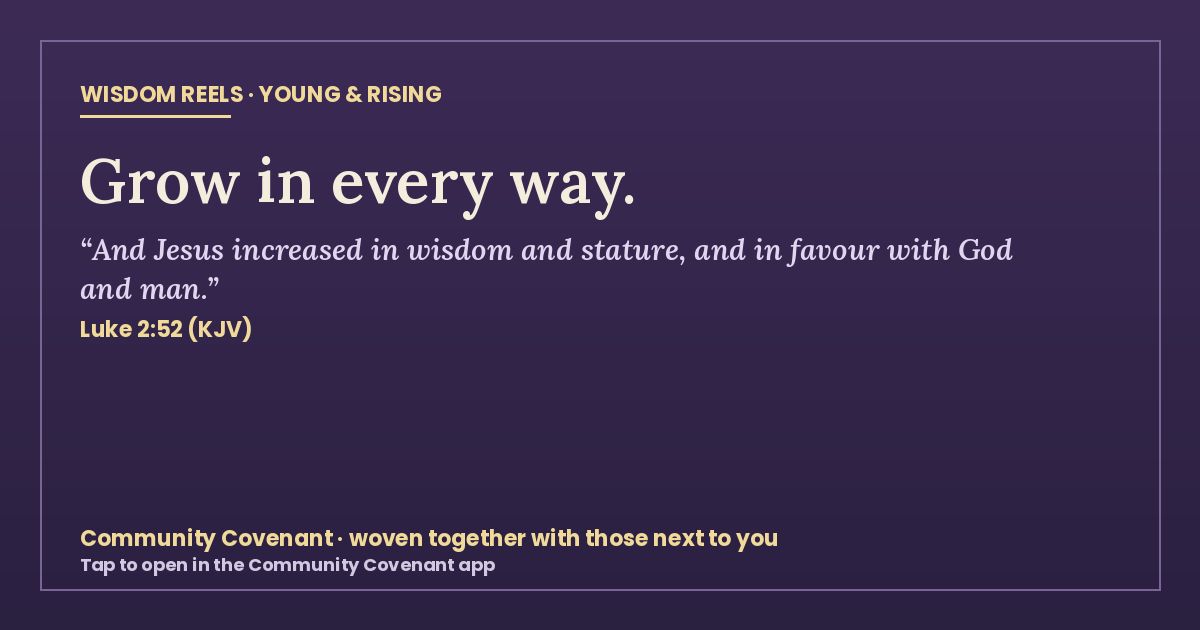 WISDOM REELS · YOUNG & RISING
Grow in every way.
“And Jesus increased in wisdom and stature, and in favour with God
and man.”
Luke 2:52 (KJV)
Community Covenant · woven together with those next to you
Tap to open in the Community Covenant app